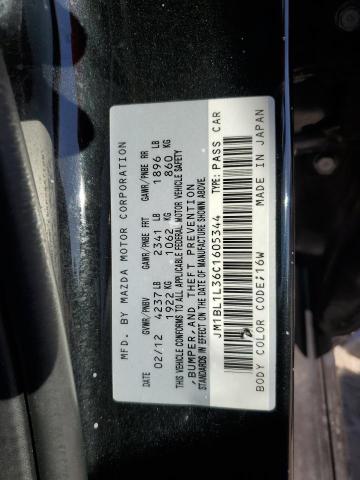 MFD. BY MAZDA MOTOR CORPORATION
DATE GVWR/PNBV GAWR/PNBE FRT GAWR/PNBE RR
02/12 4237 LB 2341 LB 1896 LB
1922 KG 1062 KG 860 KG
THIS VEHICLE CONFORMS TO ALL APPLICABLE FEDERAL MOTOR VEHICLE SAFETY
,BUMPER,AND THEFT PREVENTION
STANDARDS IN EFFECT ON THE DATE OF MANUFACTURE SHOWN ABOVE.
JM1BL1L36C1605344 TYPE: PASS CAR
BODY COLOR CODE;16W MADE IN JAPAN